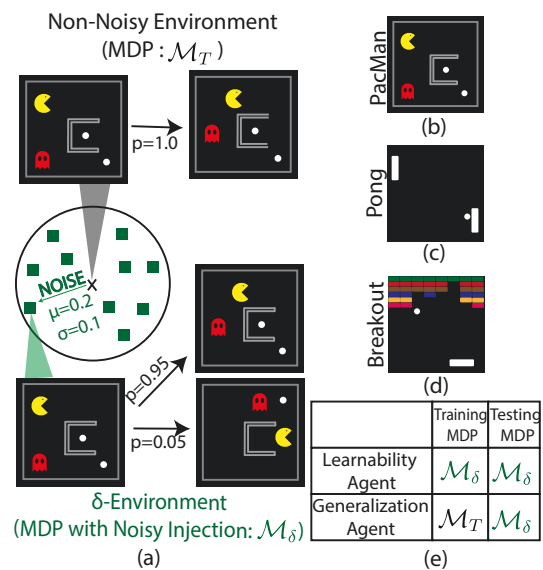 Non-Noisy Environment
(MDP : ℳ_T)
p=1.0
NOISE
μ=0.2
σ=0.1
p=0.95
p=0.05
δ-Environment
(MDP with Noisy Injection: ℳ_δ)
(a)
PacMan
(b)
Pong
(c)
Breakout
(d)
Training MDP
Testing MDP
Learnability Agent
ℳ_δ
ℳ_δ
Generalization Agent
ℳ_T
ℳ_δ
(e)